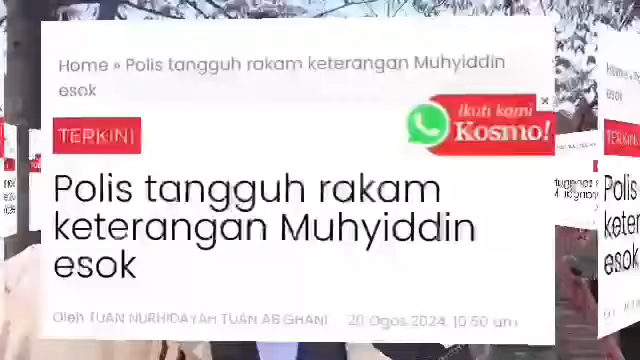 Home » Polis tangguh rakam keterangan Muhyiddin
esok
Ikuti kami
Kosmo!
TERKINI
Polis tangguh rakam
keterangan Muhyiddin
esok
Oleh TUAN NURHIDAYAH TUAN AB GHANI 20 Ogos 2024, 10:50 am